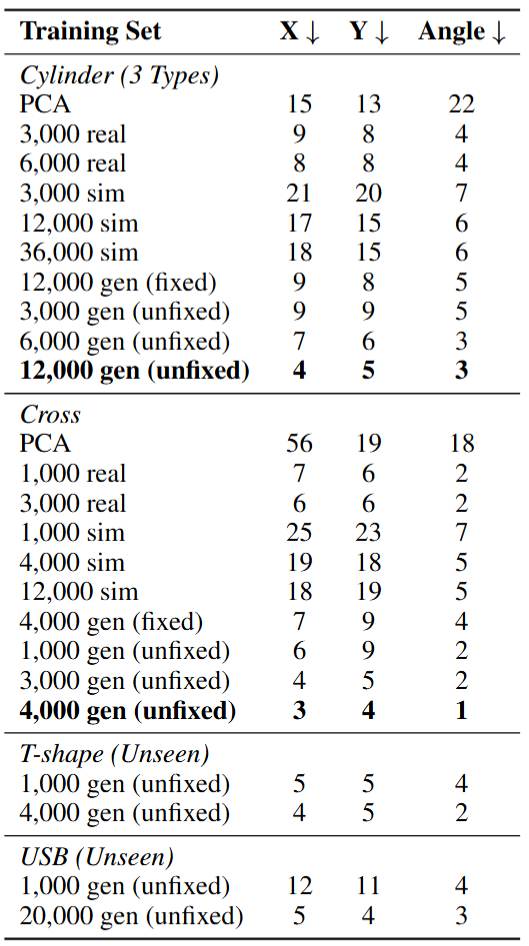 Training Set X ↓ Y ↓ Angle ↓
Cylinder (3 Types)
PCA 15 13 22
3,000 real 9 8 4
6,000 real 8 8 4
3,000 sim 21 20 7
12,000 sim 17 15 6
36,000 sim 18 15 6
12,000 gen (fixed) 9 8 5
3,000 gen (unfixed) 9 9 5
6,000 gen (unfixed) 7 6 3
12,000 gen (unfixed) 4 5 3
Cross
PCA 56 19 18
1,000 real 7 6 2
3,000 real 6 6 2
1,000 sim 25 23 7
4,000 sim 19 18 5
12,000 sim 18 19 5
4,000 gen (fixed) 7 9 4
1,000 gen (unfixed) 6 9 2
3,000 gen (unfixed) 4 5 2
4,000 gen (unfixed) 3 4 1
T-shape (Unseen)
1,000 gen (unfixed) 5 5 4
4,000 gen (unfixed) 4 5 2
USB (Unseen)
1,000 gen (unfixed) 12 11 4
20,000 gen (unfixed) 5 4 3